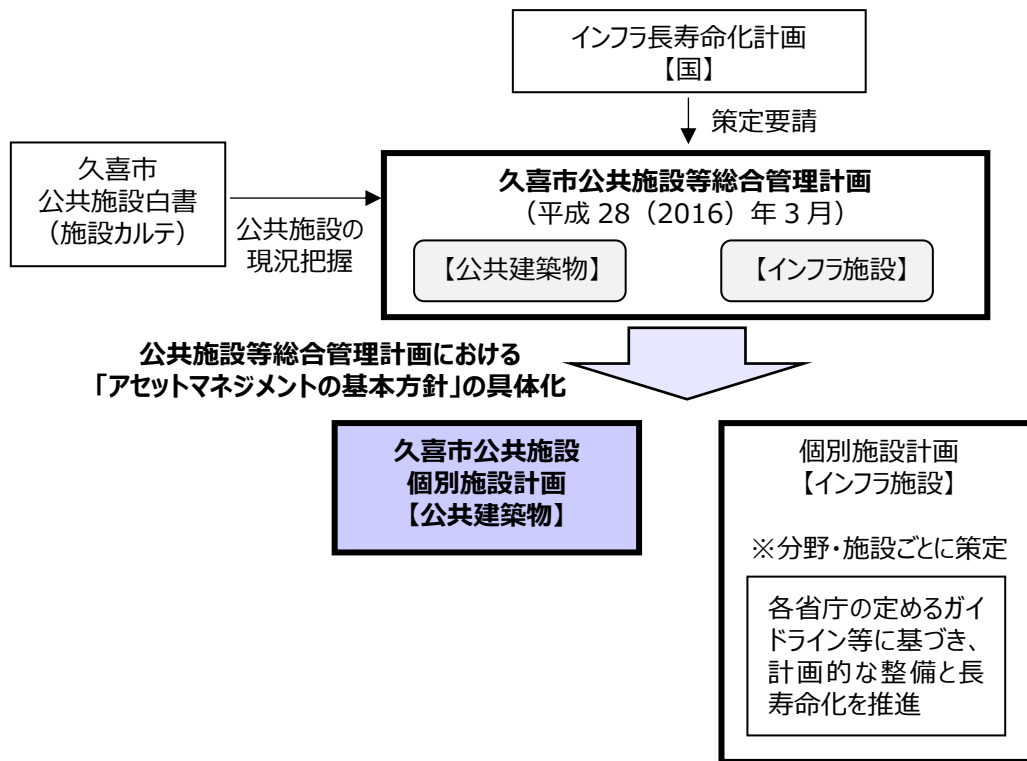 インフラ長寿命化計画
【国】
策定要請
久喜市
公共施設白書
（施設カルテ）
公共施設の
現況把握
久喜市公共施設等総合管理計画
（平成 28（2016）年 3 月）
【公共建築物】
【インフラ施設】
公共施設等総合管理計画における
「アセットマネジメントの基本方針」の具体化
久喜市公共施設
個別施設計画
【公共建築物】
個別施設計画
【インフラ施設】
※分野・施設ごとに策定
各省庁の定めるガイ
ドライン等に基づき、
計画的な整備と長
寿命化を推進